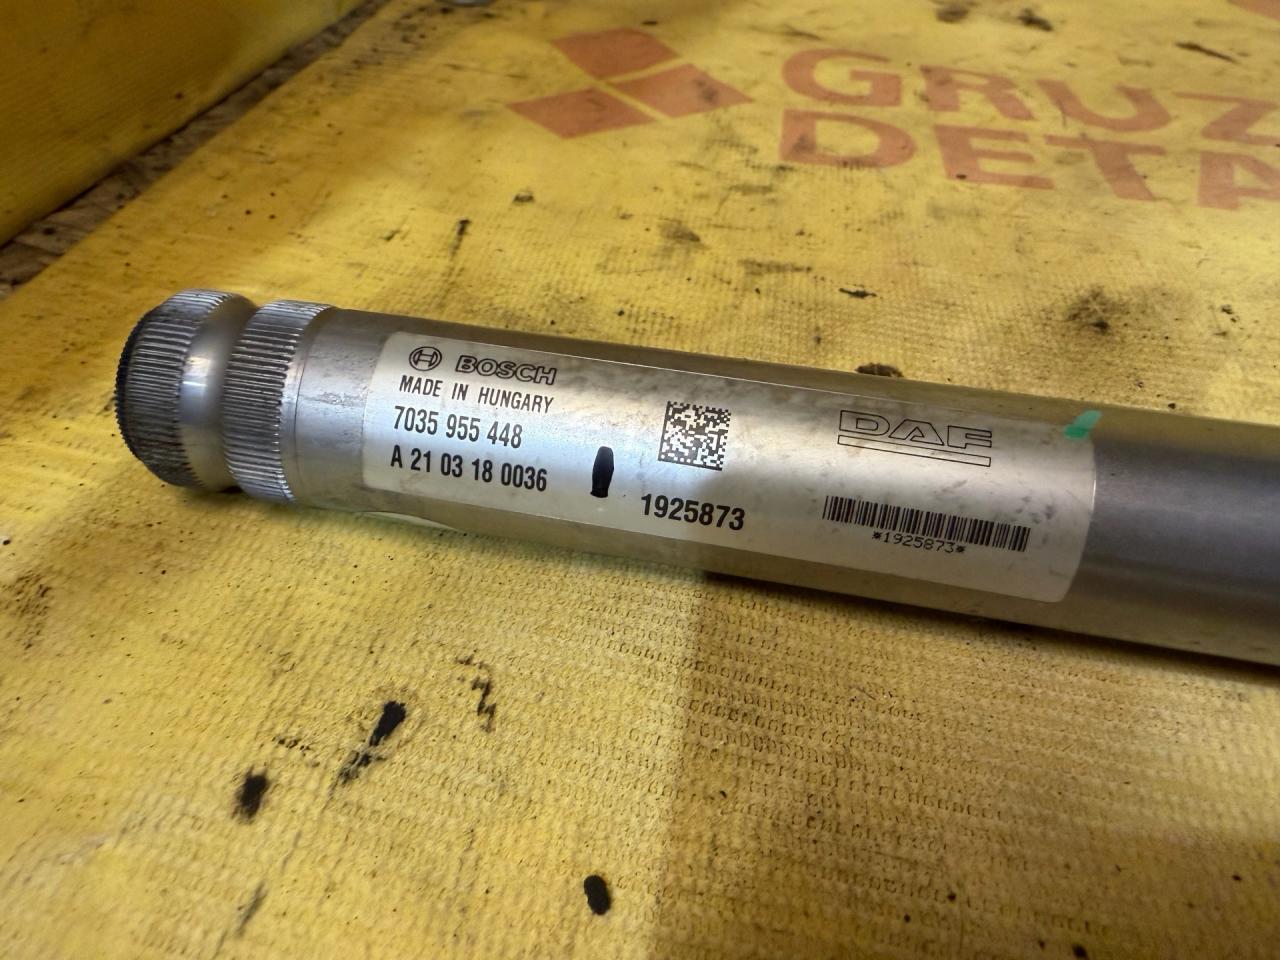 GRUZ
DETA
BOSCH
MADE IN HUNGARY
7035 955 448
A 21 03 18 0036
1925873
DAF
*1925873*